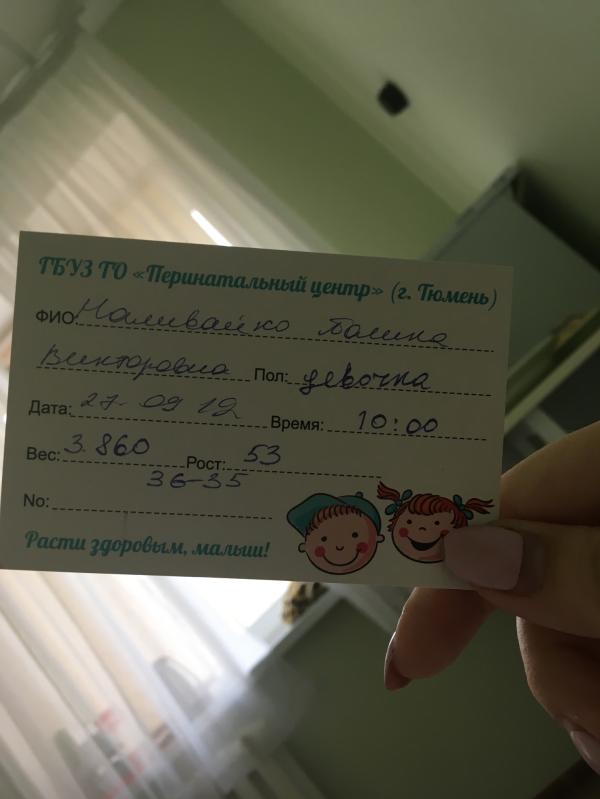 ГБУЗ ТО «Перинатальный центр» (г. Тюмень)
ФИО: Наливайко Полина
Викторовна Пол: девочка
Дата: 27 09 19 Время: 10:00
Вес: 3.860 Рост: 53
36-35
No:
Расти здоровым, малыш!